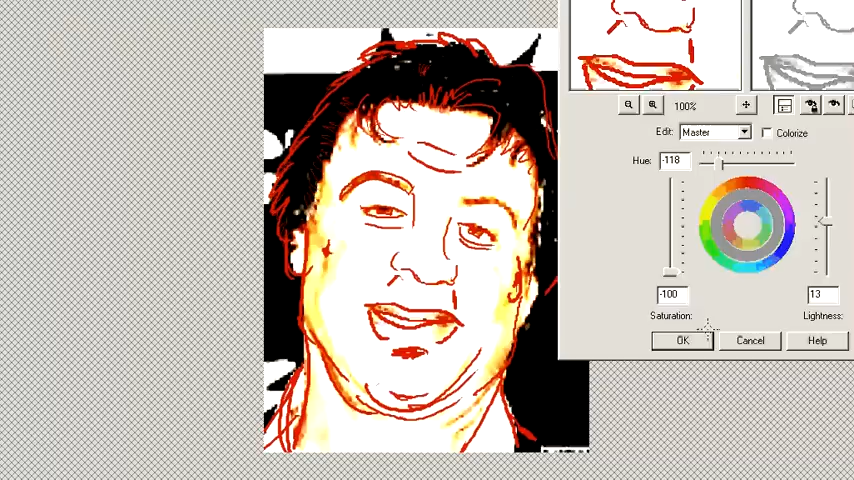 100%
Edit: Master Colorize
Hue: -118
-100 13
Saturation: Lightness:
OK Cancel Help